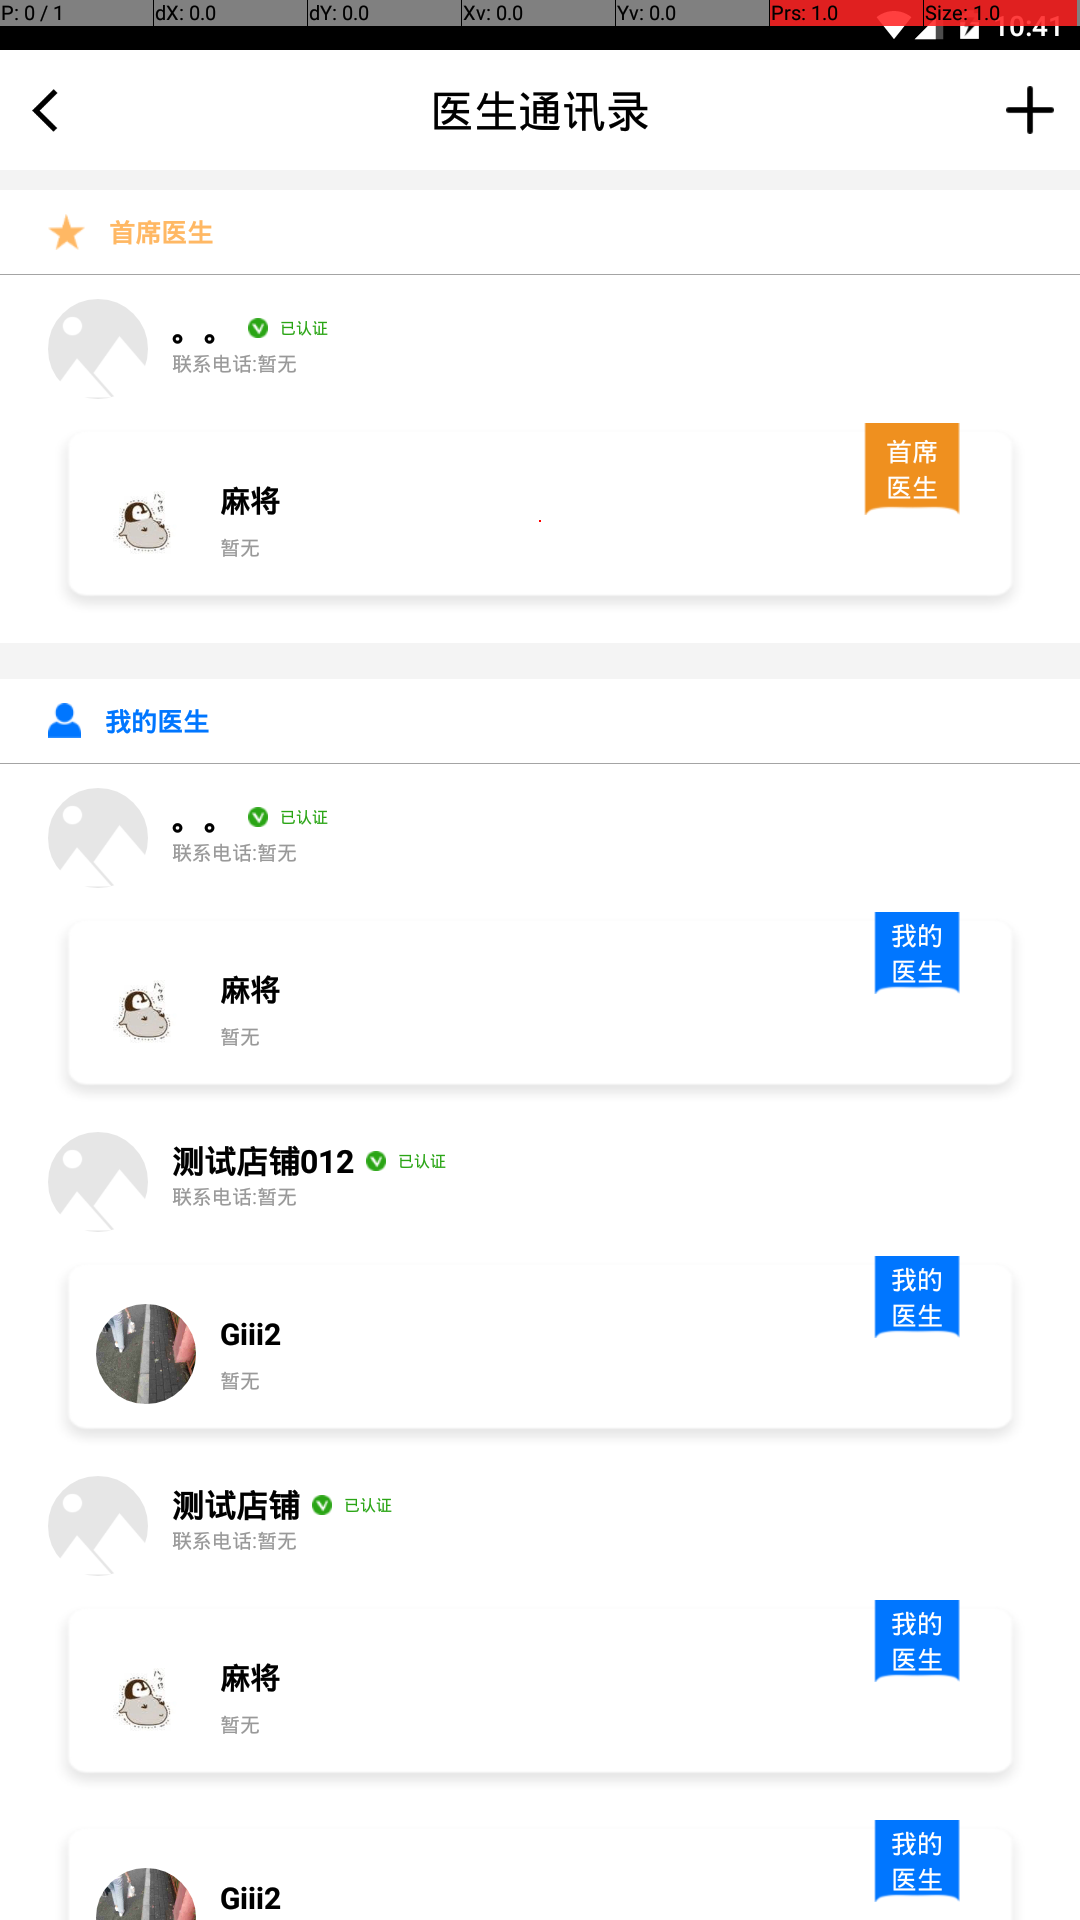 P: 0 / 1 dX: 0.0 dY: 0.0 Xv: 0.0 Yv: 0.0 Prs: 1.0 Size: 1.0
10:41
医生通讯录
首席医生
。。 已认证
联系电话:暂无
首席
医生
麻将
暂无
我的医生
。。 已认证
联系电话:暂无
我的
医生
麻将
暂无
测试店铺012 已认证
联系电话:暂无
我的
医生
Giii2
暂无
测试店铺 已认证
联系电话:暂无
我的
医生
麻将
暂无
我的
医生
Giii2